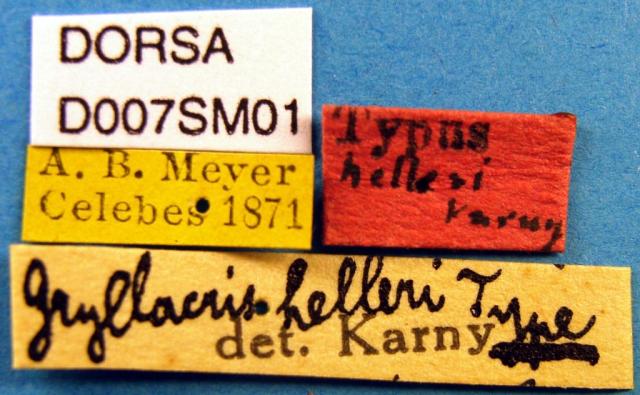 DORSA
D007SM01
A. B. Meyer
Celebes 1871
Typus
helleri
Karny
Gryllacris helleri Type
det. Karny